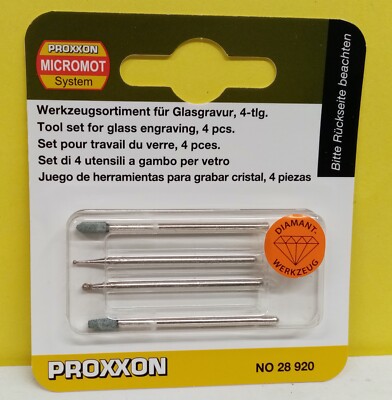 PROXXON
MICROMOT
System
Werkzeugsortiment für Glasgravur, 4-tlg.
Tool set for glass engraving, 4 pcs.
Set pour travail du verre, 4 pces.
Set di 4 utensili a gambo per vetro
Juego de herramientas para grabar cristal, 4 piezas
Bitte Rückseite beachten
DIAMANT-
WERKZEUG
PROXXON
NO 28 920